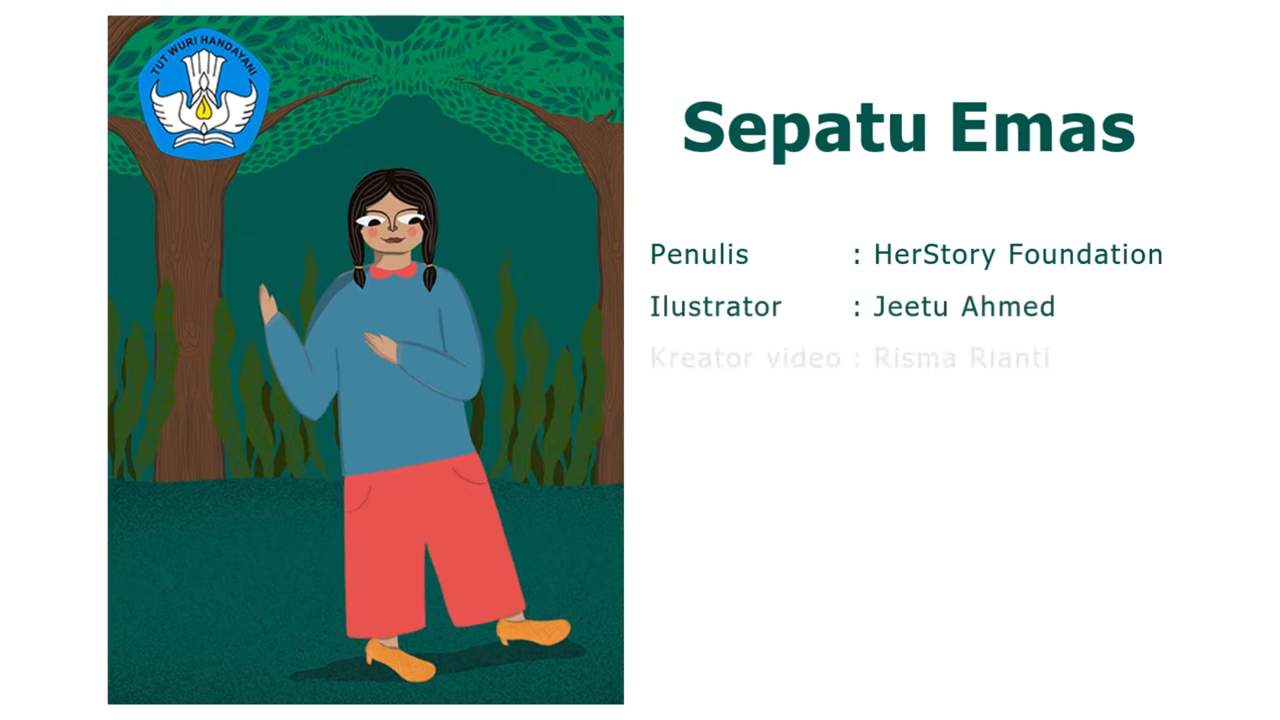 TUT WURI HANDAYANI
Sepatu Emas
Penulis : HerStory Foundation
Ilustrator : Jeetu Ahmed
Kreator video : Risma Rianti